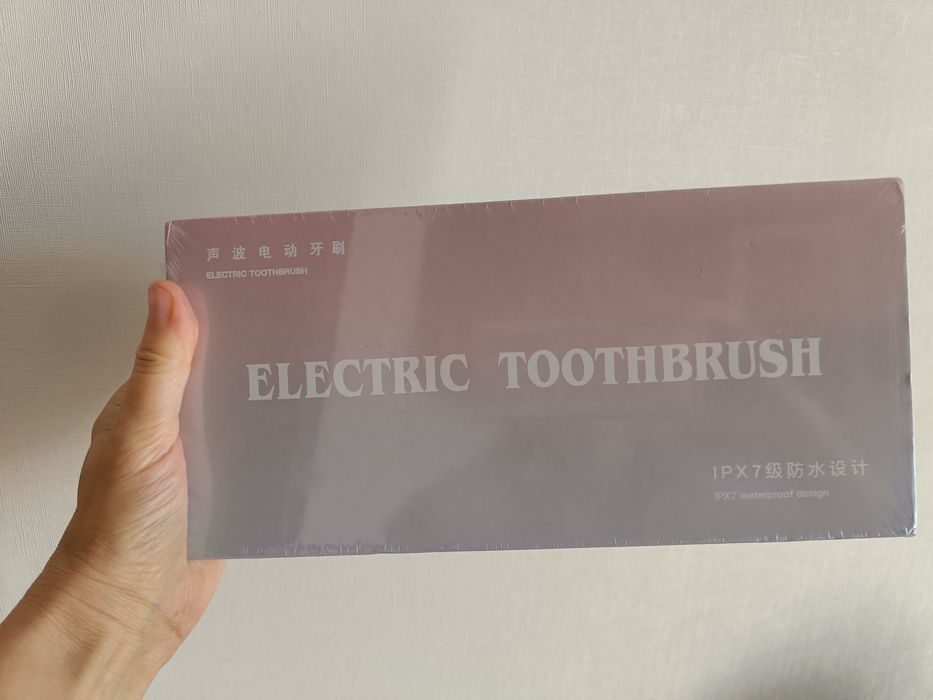 声波电动牙刷
ELECTRIC TOOTHBRUSH
ELECTRIC TOOTHBRUSH
IPX7级防水设计
IPX7 waterproof design